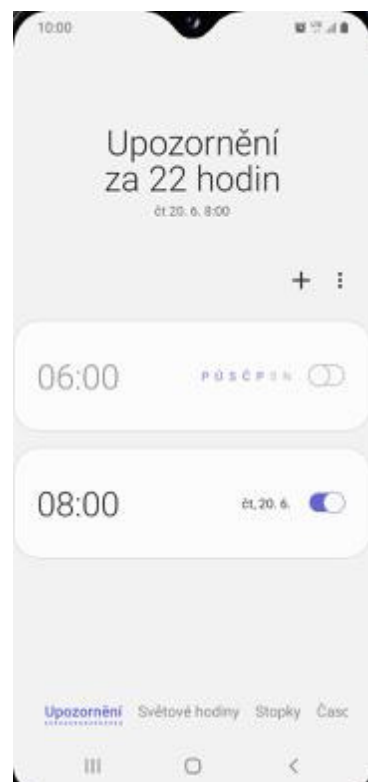 10:00
Upozornění
za 22 hodin
čt 20. 6. 8:00
06:00 P Ú S Č P S N
08:00 čt, 20. 6.
Upozornění Světové hodiny Stopky Časc